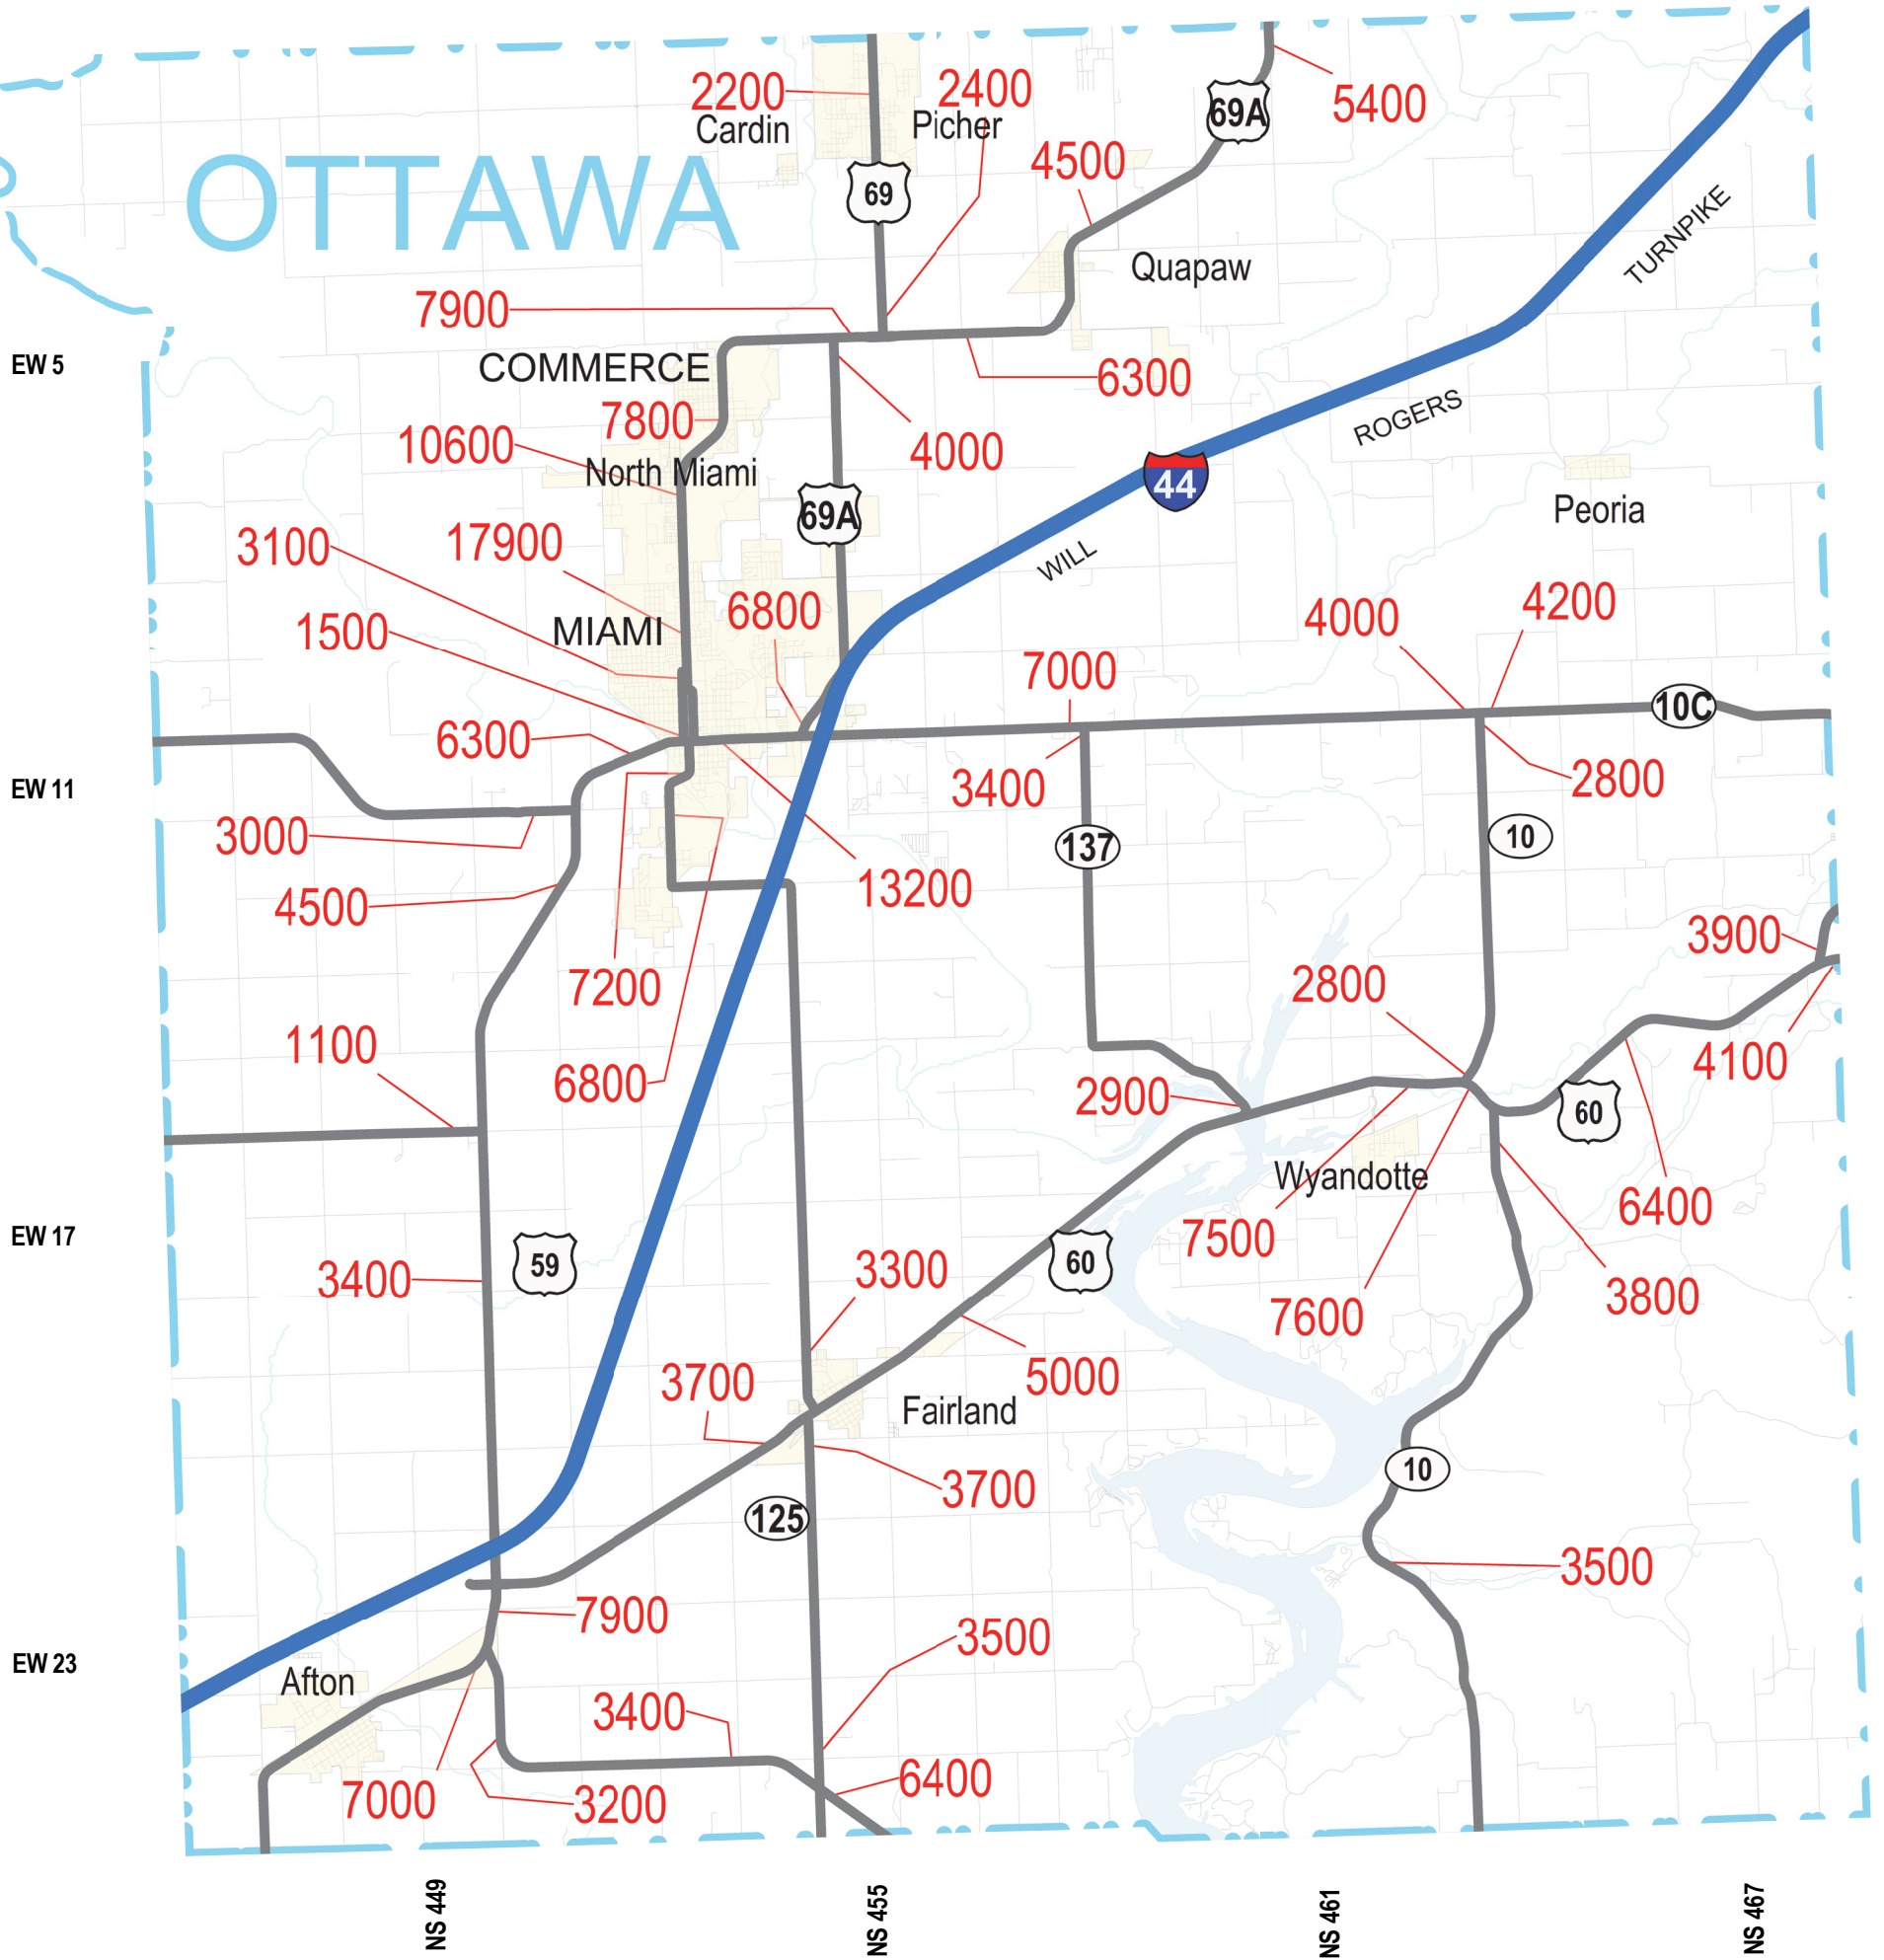 2200
2400
69A
5400
Cardin
Picher
4500
OTTAWA
69
TURNPIKE
Quapaw
7900
EW 5
COMMERCE
6300
7800
ROGERS
10600
4000
North Miami
44
69A
Peoria
3100
17900
WILL
6800
4000
4200
1500
MIAMI
7000
10C
6300
EW 11
3400
2800
3000
137
10
4500
13200
3900
7200
2800
1100
6800
2900
4100
60
Wyandotte
EW 17
6400
7500
59
60
3400
3300
3800
7600
3700
5000
Fairland
10
3700
125
3500
7900
3500
EW 23
Afton
3400
6400
7000
3200
NS 449
NS 455
NS 461
NS 467